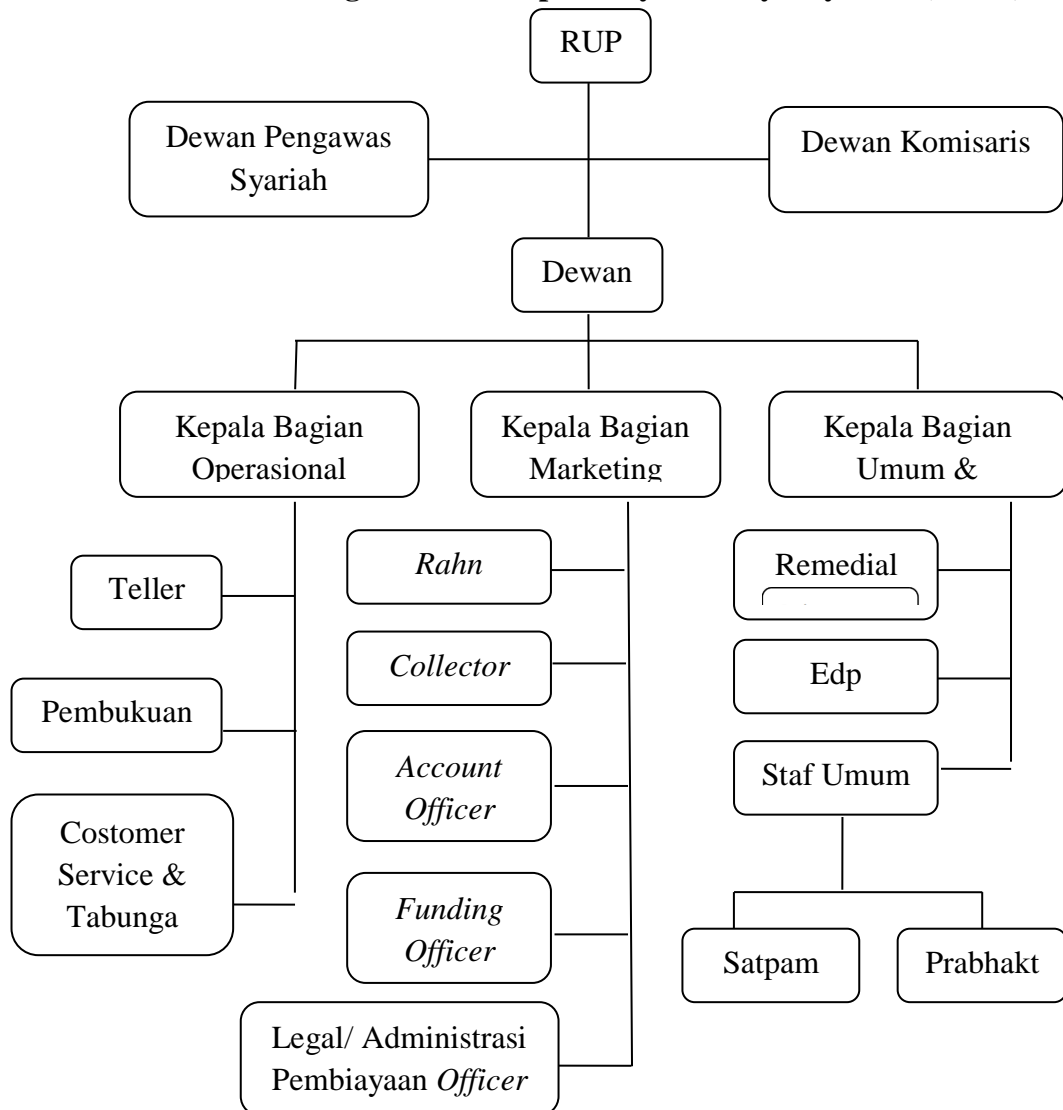 RUP
Dewan Pengawas
Syariah
Dewan Komisaris
Dewan
Kepala Bagian
Operasional
Kepala Bagian
Marketing
Kepala Bagian
Umum &
Teller
Pembukuan
Costomer
Service &
Tabunga
Rahn
Collector
Account
Officer
Funding
Officer
Legal/ Administrasi
Pembiayaan Officer
Remedial
Edp
Staf Umum
Satpam
Prabhakt